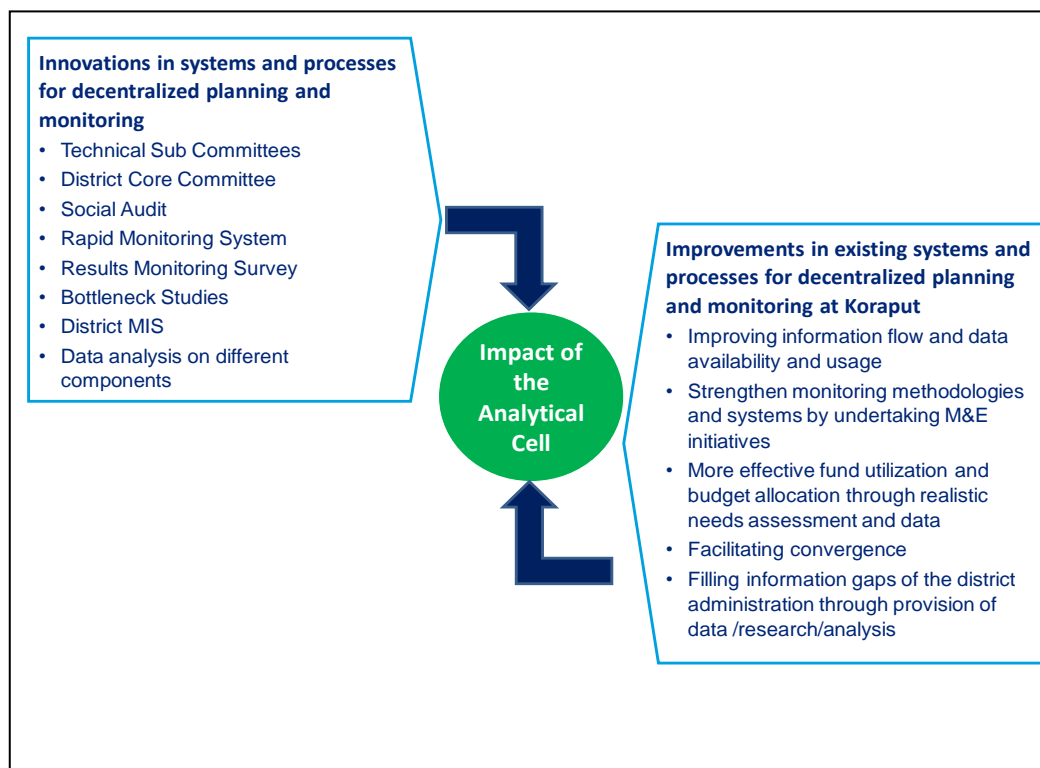 Innovations in systems and processes
for decentralized planning and
monitoring
• Technical Sub Committees
• District Core Committee
• Social Audit
• Rapid Monitoring System
• Results Monitoring Survey
• Bottleneck Studies
• District MIS
• Data analysis on different
components
Impact of
the
Analytical
Cell
Improvements in existing systems and
processes for decentralized planning
and monitoring at Koraput
• Improving information flow and data
availability and usage
• Strengthen monitoring methodologies
and systems by undertaking M&E
initiatives
• More effective fund utilization and
budget allocation through realistic
needs assessment and data
• Facilitating convergence
• Filling information gaps of the district
administration through provision of
data /research/analysis